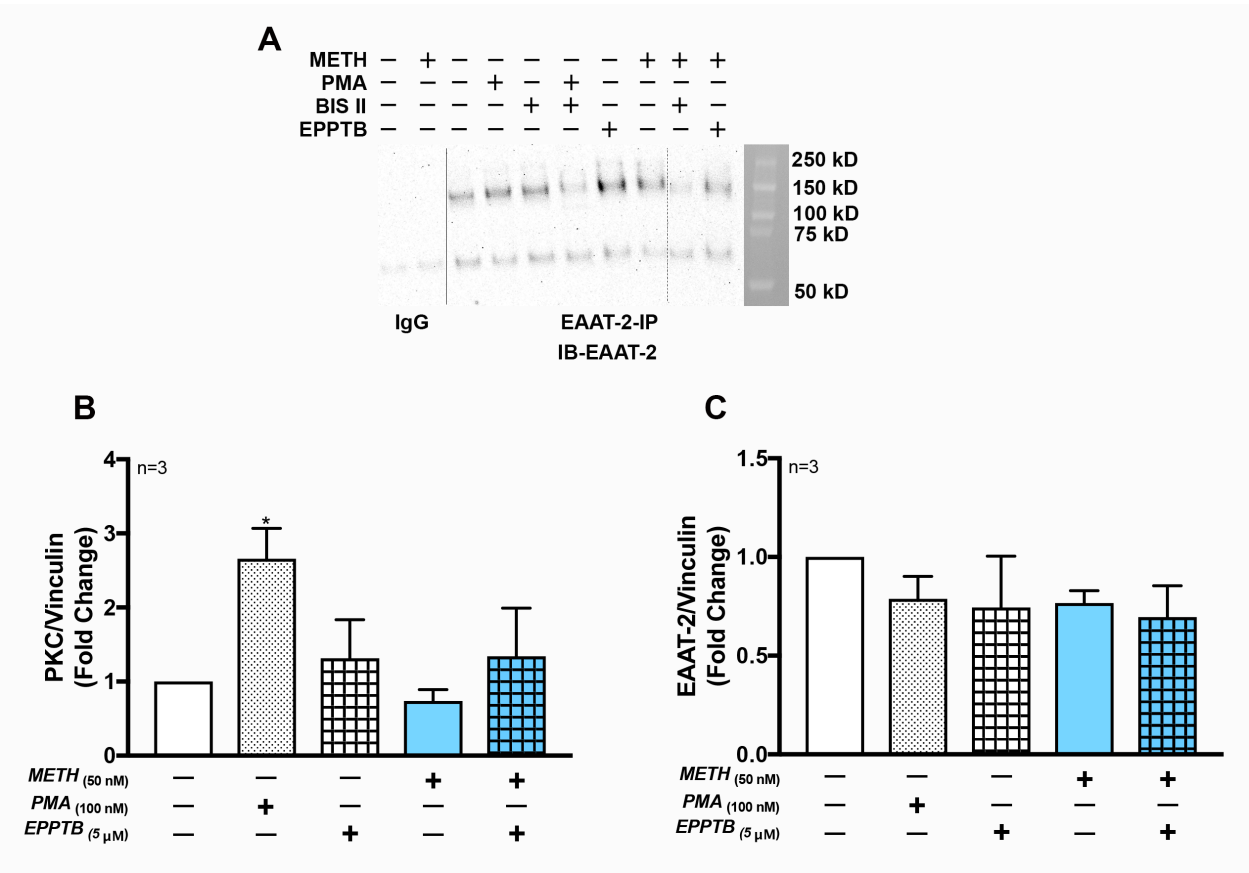 A
METH − + − − − − − + + +
PMA − − − + − + − − − −
BIS II − − − − + + − − + −
EPPTB − − − − − − + − − +
250 kD
150 kD
100 kD
75 kD
50 kD
IgG EAAT-2-IP
IB-EAAT-2
B
PKC/Vinculin
(Fold Change)
4
3
2
1
0
n=3
*
METH (50 nM) − − − + +
PMA (100 nM) − + − − −
EPPTB (5 µM) − − + − +
C
EAAT-2/Vinculin
(Fold Change)
1.5
1.0
0.5
0.0
n=3
METH (50 nM) − − − + +
PMA (100 nM) − + − − −
EPPTB (5 µM) − − + − +